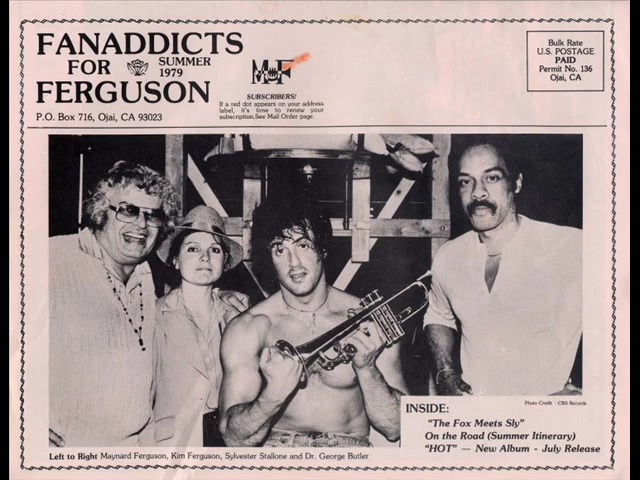 FANADDICTS
FOR SUMMER 1979
FERGUSON
P.O. Box 716, Ojai, CA 93023
M F
SUBSCRIBERS!
If a red dot appears on your address
label, it's time to renew your
subscription. See Mail Order page.
Bulk Rate
U.S. POSTAGE
PAID
Permit No. 136
Ojai, CA
Photo Credit - CBS Records
INSIDE:
"The Fox Meets Sly"
On the Road (Summer Itinerary)
"HOT" — New Album - July Release
Left to Right Maynard Ferguson, Kim Ferguson, Sylvester Stallone and Dr. George Butler